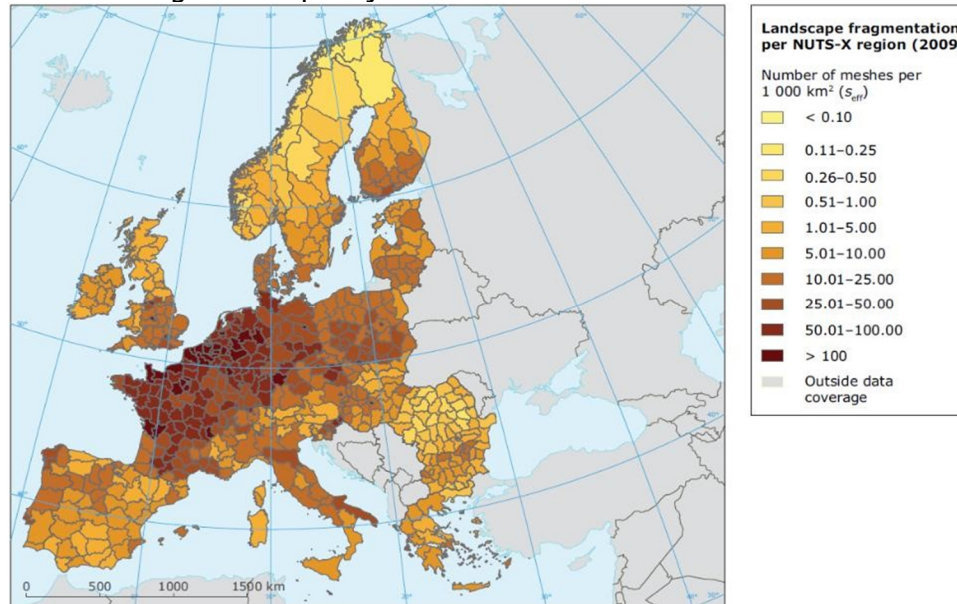 Landscape fragmentation
per NUTS-X region (2009
Number of meshes per
1 000 km² (seff)
< 0.10
0.11–0.25
0.26–0.50
0.51–1.00
1.01–5.00
5.01–10.00
10.01–25.00
25.01–50.00
50.01–100.00
> 100
Outside data
coverage
0 500 1000 1500 km